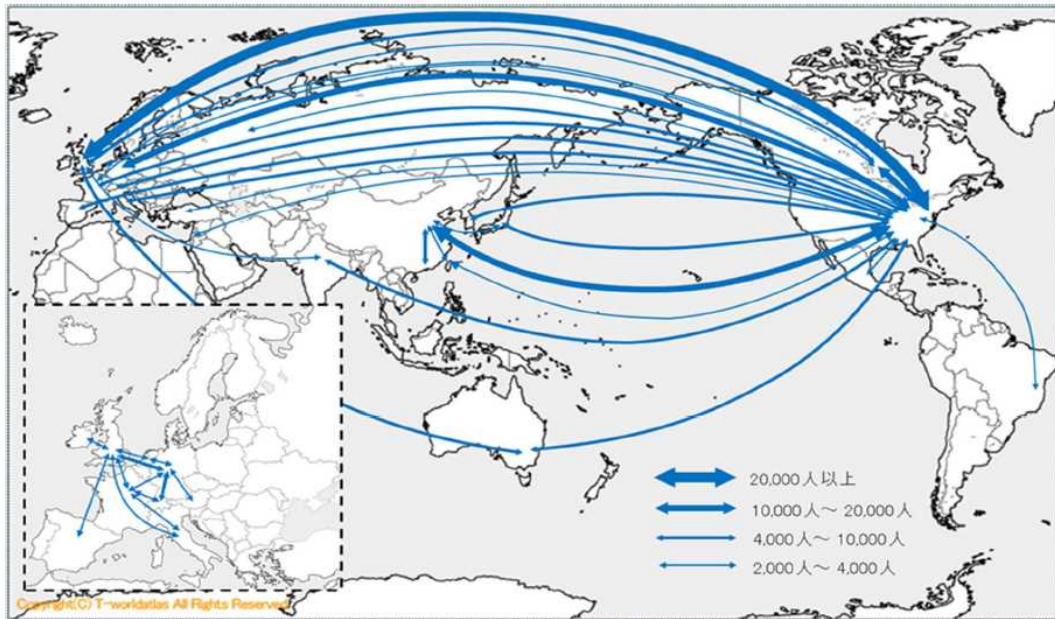 20,000人以上
10,000人～ 20,000人
4,000人～ 10,000人
2,000人～ 4,000人
Copyright(C) T-worldatlas All Rights Reserved